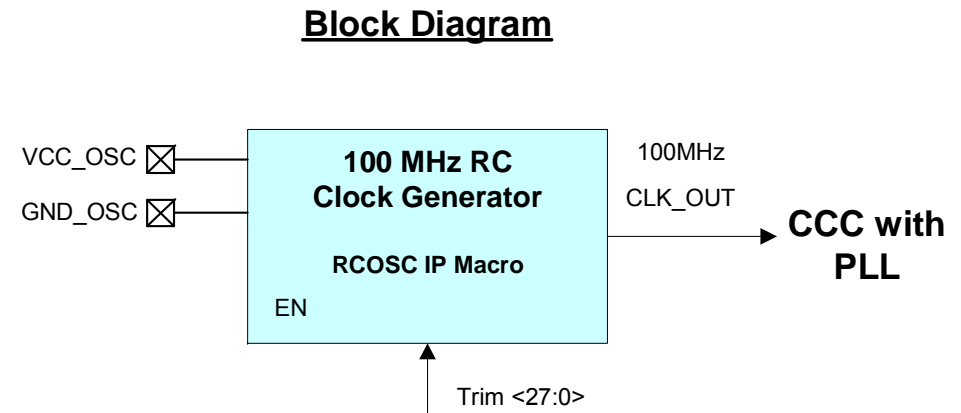 Block Diagram
VCC_OSC
GND_OSC
100 MHz RC
Clock Generator
RCOSC IP Macro
EN
100MHz
CLK_OUT
CCC with
PLL
Trim <27:0>